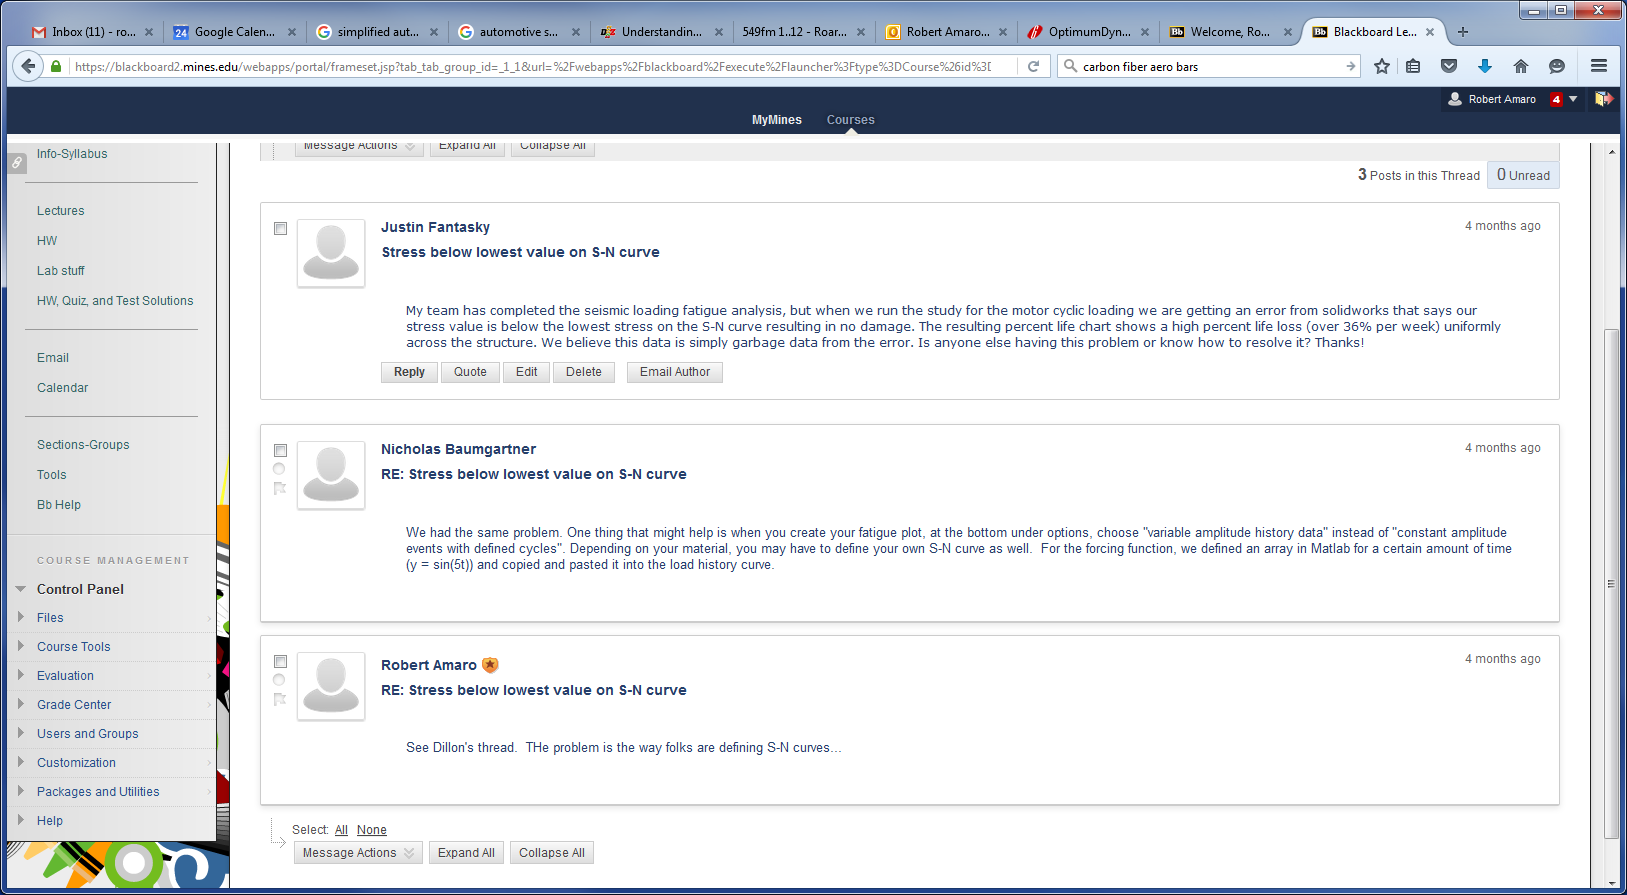 Inbox (11) - ro...
24
Google Calen...
simplified aut...
automotive s...
Understandin...
549fm 1..12 - Roar...
Robert Amaro...
OptimumDyn...
Bb
Welcome, Ro...
Bb
Blackboard Le...
https://blackboard2.mines.edu/webapps/portal/frameset.jsp?tab_tab_group_id=_1_1&url=%2Fwebapps%2Fblackboard%2Fexecute%2Flauncher%3Ftype%3DCourse%26id%3D
carbon fiber aero bars
Robert Amaro 4
MyMines Courses
Info-Syllabus
Lectures
HW
Lab stuff
HW, Quiz, and Test Solutions
Email
Calendar
Sections-Groups
Tools
Bb Help
COURSE MANAGEMENT
Control Panel
Files
Course Tools
Evaluation
Grade Center
Users and Groups
Customization
Packages and Utilities
Help
Message Actions Expand All Collapse All
3 Posts in this Thread 0 Unread
Justin Fantasky 4 months ago
Stress below lowest value on S-N curve
My team has completed the seismic loading fatigue analysis, but when we run the study for the motor cyclic loading we are getting an error from solidworks that says our
stress value is below the lowest stress on the S-N curve resulting in no damage. The resulting percent life chart shows a high percent life loss (over 36% per week) uniformly
across the structure. We believe this data is simply garbage data from the error. Is anyone else having this problem or know how to resolve it? Thanks!
Reply Quote Edit Delete Email Author
Nicholas Baumgartner 4 months ago
RE: Stress below lowest value on S-N curve
We had the same problem. One thing that might help is when you create your fatigue plot, at the bottom under options, choose "variable amplitude history data" instead of "constant amplitude
events with defined cycles". Depending on your material, you may have to define your own S-N curve as well.  For the forcing function, we defined an array in Matlab for a certain amount of time
(y = sin(5t)) and copied and pasted it into the load history curve.
Robert Amaro 4 months ago
RE: Stress below lowest value on S-N curve
See Dillon's thread.  THe problem is the way folks are defining S-N curves...
Select: All None
Message Actions Expand All Collapse All